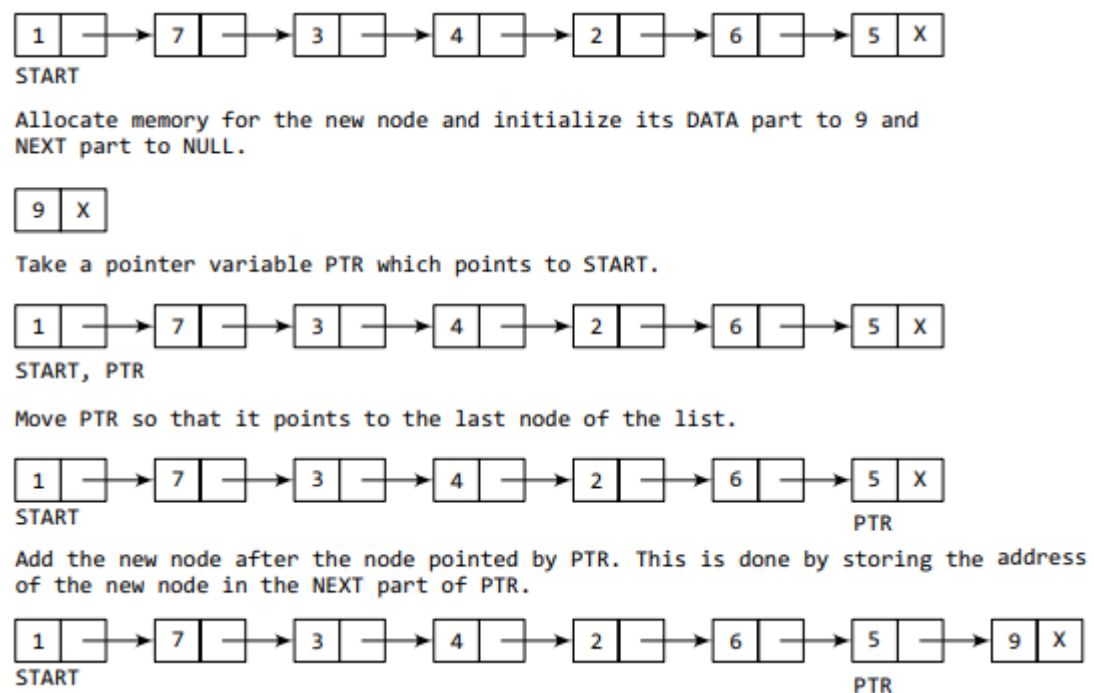 1 7 3 4 2 6 5 X
START
Allocate memory for the new node and initialize its DATA part to 9 and
NEXT part to NULL.
9 X
Take a pointer variable PTR which points to START.
1 7 3 4 2 6 5 X
START, PTR
Move PTR so that it points to the last node of the list.
1 7 3 4 2 6 5 X
START PTR
Add the new node after the node pointed by PTR. This is done by storing the address
of the new node in the NEXT part of PTR.
1 7 3 4 2 6 5 9 X
START PTR